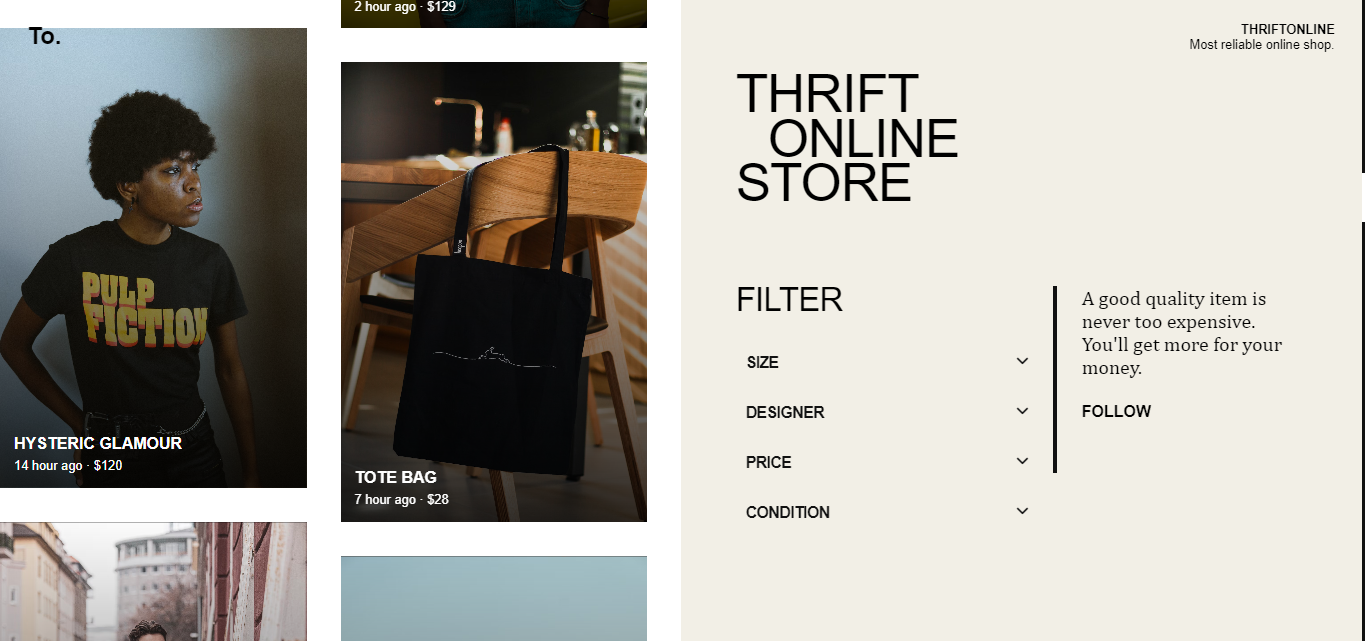 To.
PULP
FICTION
HYSTERIC GLAMOUR
14 hour ago · $120
2 hour ago · $129
TOTE BAG
7 hour ago · $28
THRIFTONLINE
Most reliable online shop.
THRIFT
ONLINE
STORE
FILTER
SIZE
DESIGNER
PRICE
CONDITION
A good quality item is
never too expensive.
You'll get more for your
money.
FOLLOW